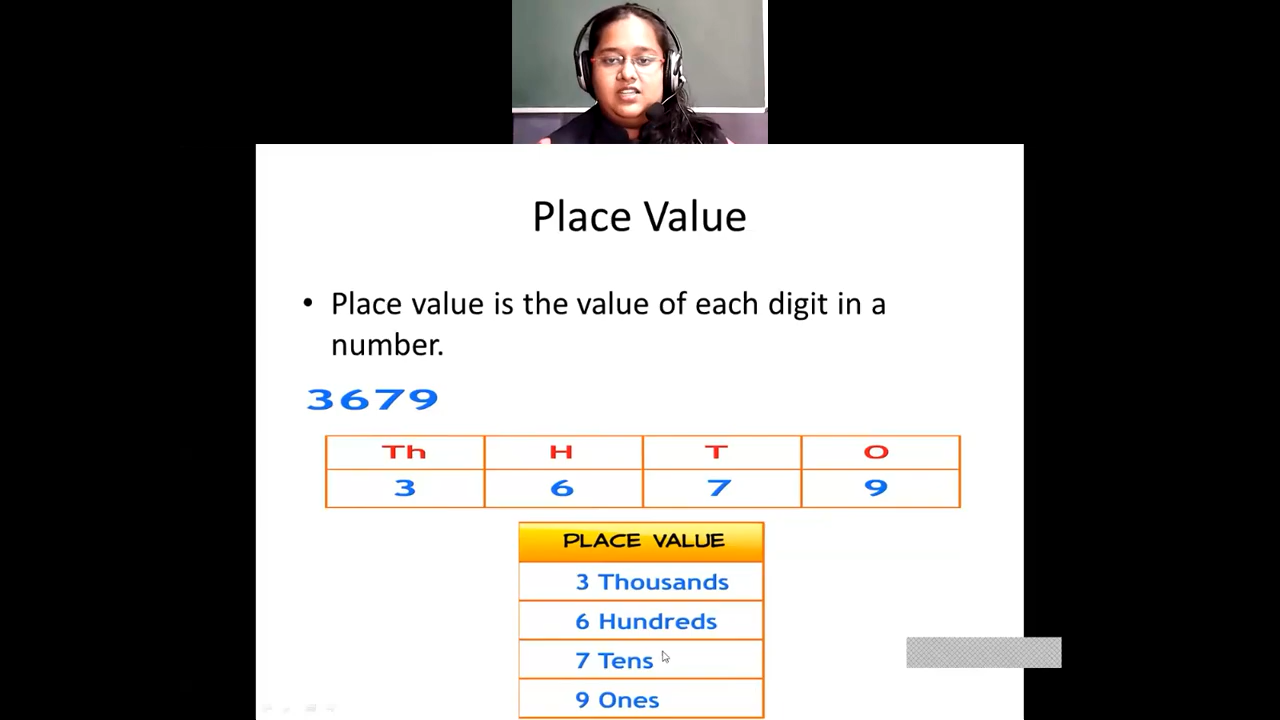 Place Value
• Place value is the value of each digit in a
number.
3679
Th H T O
3 6 7 9
PLACE VALUE
3 Thousands
6 Hundreds
7 Tens
9 Ones